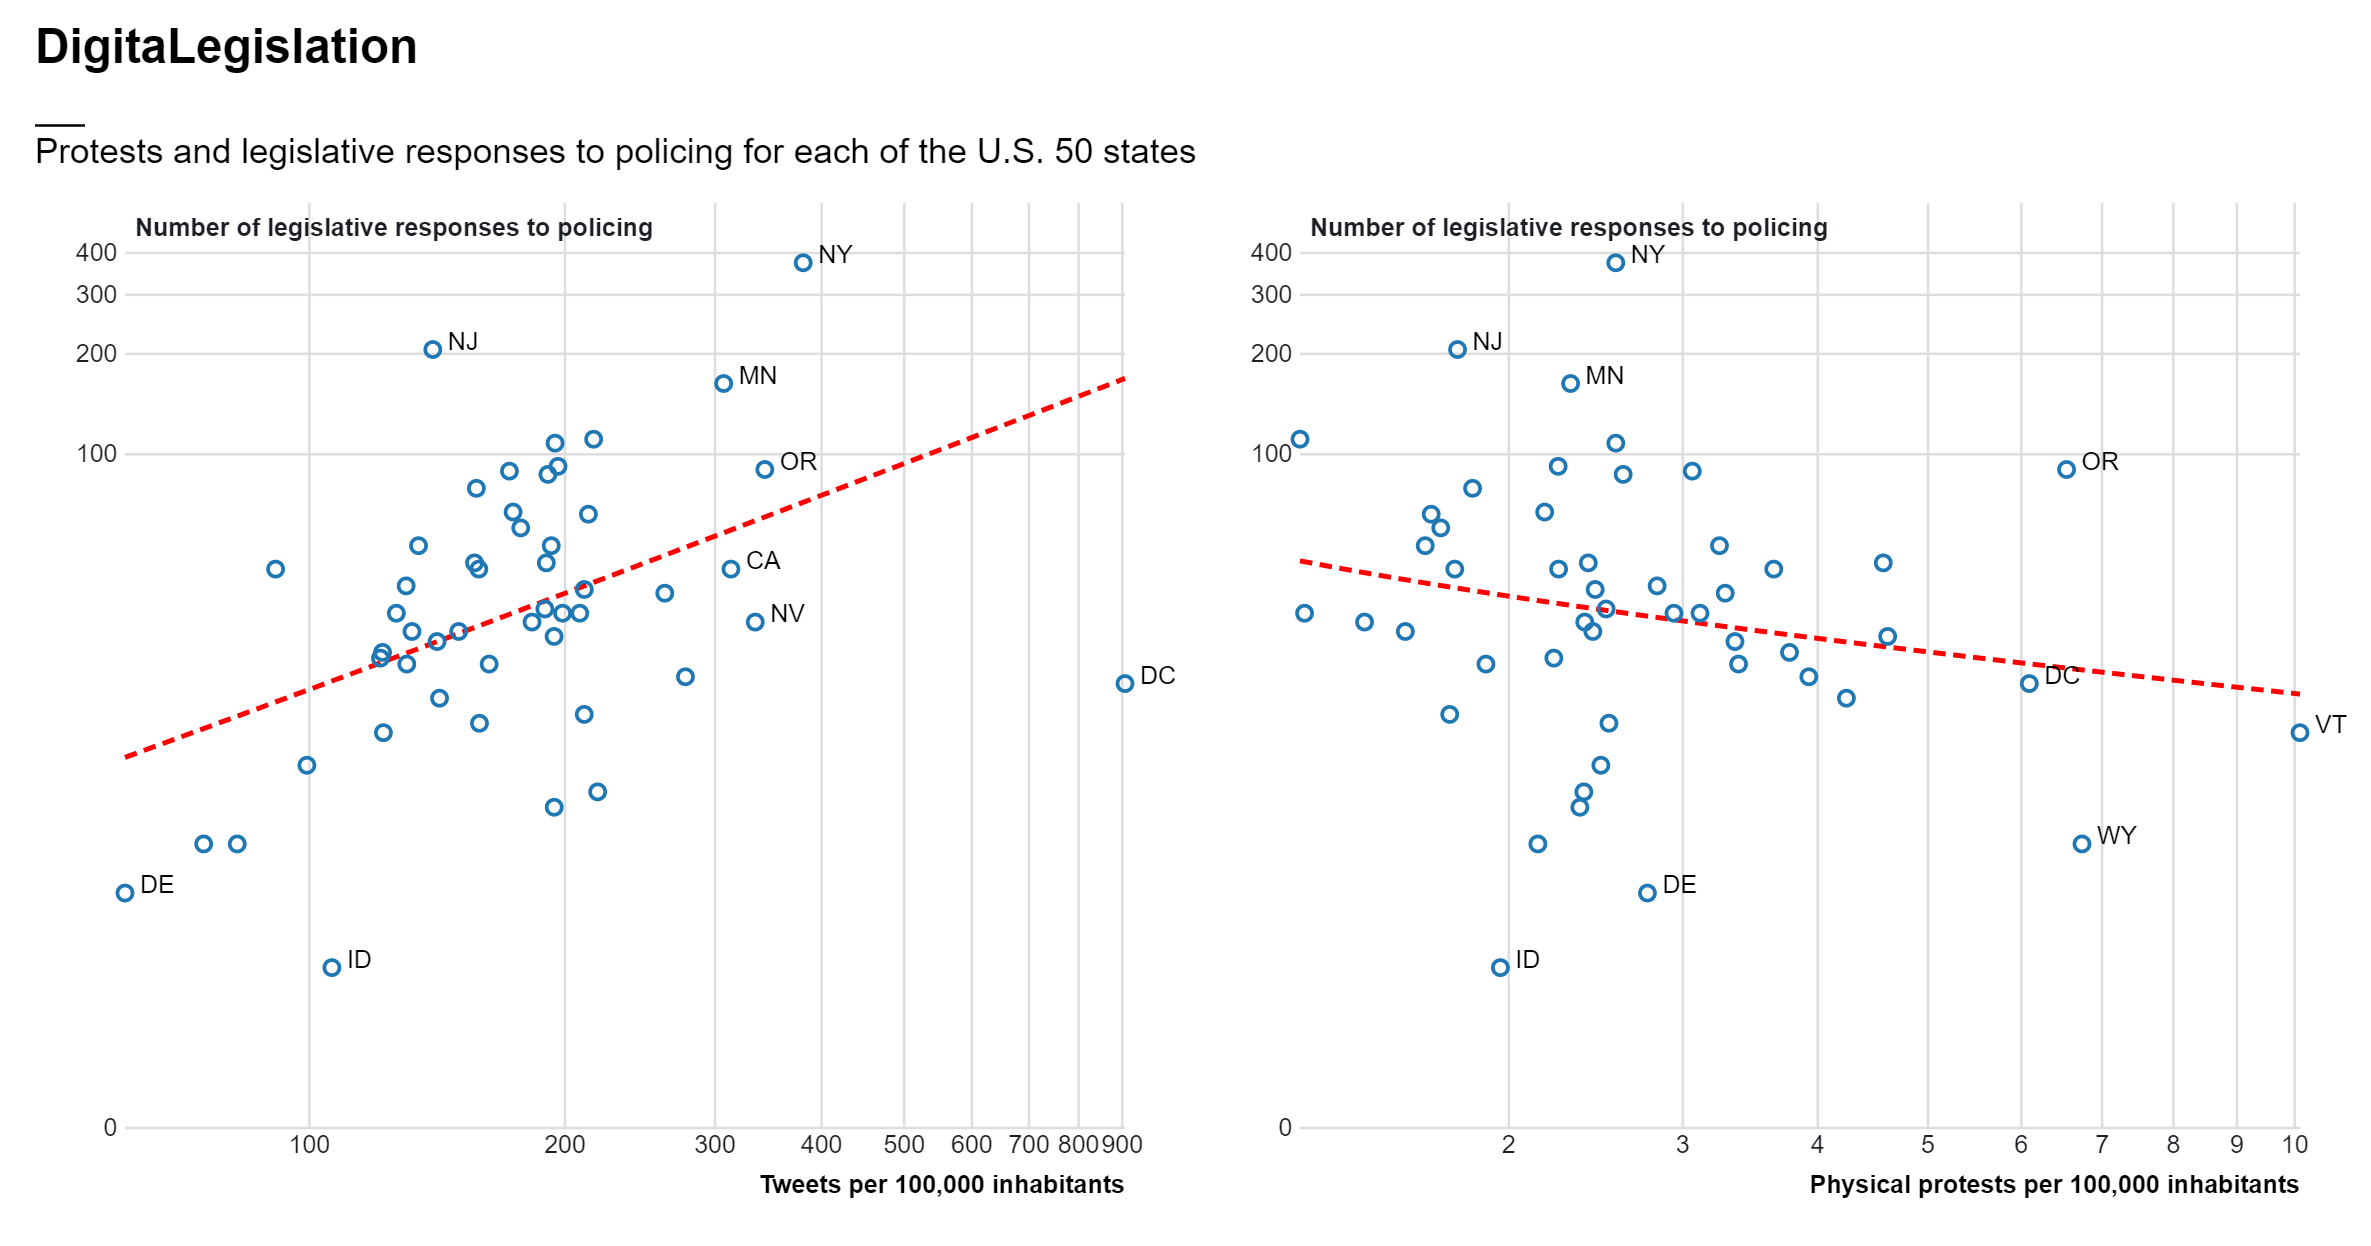 DigitaLegislation
Protests and legislative responses to policing for each of the U.S. 50 states
Number of legislative responses to policing
400
300
200
100
0
NY
NJ
MN
OR
CA
NV
DC
DE
ID
100 200 300 400 500 600 700 800 900
Tweets per 100,000 inhabitants
Number of legislative responses to policing
400
300
200
100
0
NY
NJ
MN
OR
DC
VT
WY
DE
ID
2 3 4 5 6 7 8 9 10
Physical protests per 100,000 inhabitants